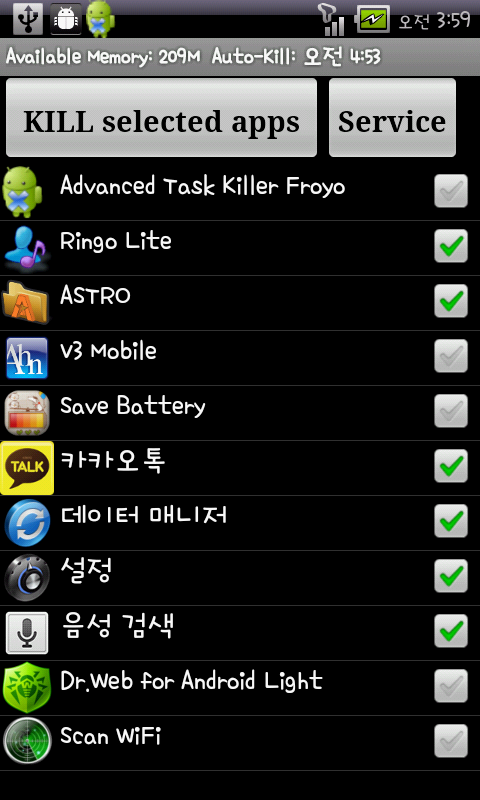 오전 3:59
Available Memory: 209M Auto-Kill: 오전 4:53
KILL selected apps Service
Advanced Task Killer Froyo
Ringo Lite
ASTRO
V3 Mobile
Save Battery
TALK 카카오톡
데이터 매니저
설정
음성 검색
Dr.Web for Android Light
Scan WiFi